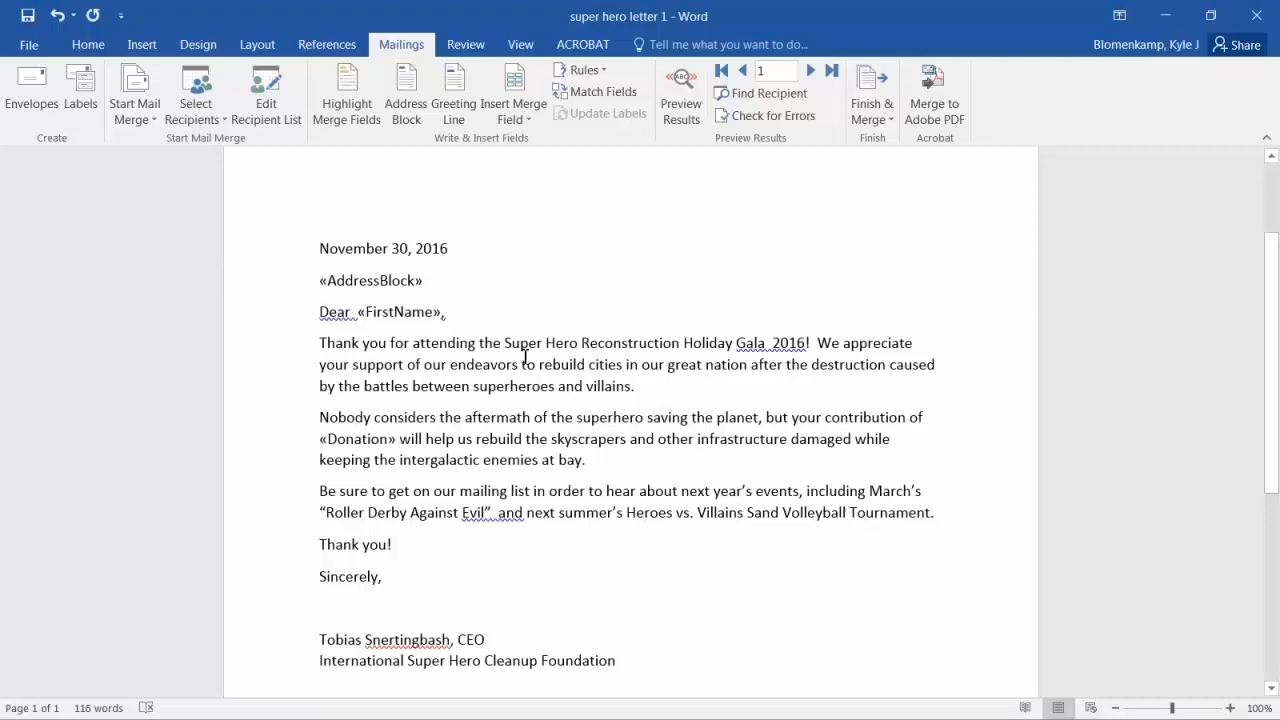 super hero letter 1 - Word
File Home Insert Design Layout References Mailings Review View ACROBAT Tell me what you want to do... Blomenkamp, Kyle J Share
Envelopes Labels Start Mail Merge Select Recipients Edit Recipient List Highlight Merge Fields Address Block Greeting Line Insert Merge Field Rules Match Fields Update Labels ABC Preview Results 1 Find Recipient Check for Errors Finish & Merge Merge to Adobe PDF
Create Start Mail Merge Write & Insert Fields Preview Results Finish Acrobat
November 30, 2016
«AddressBlock»
Dear «FirstName»,
Thank you for attending the Super Hero Reconstruction Holiday Gala 2016! We appreciate
your support of our endeavors to rebuild cities in our great nation after the destruction caused
by the battles between superheroes and villains.
Nobody considers the aftermath of the superhero saving the planet, but your contribution of
«Donation» will help us rebuild the skyscrapers and other infrastructure damaged while
keeping the intergalactic enemies at bay.
Be sure to get on our mailing list in order to hear about next year’s events, including March’s
“Roller Derby Against Evil” and next summer’s Heroes vs. Villains Sand Volleyball Tournament.
Thank you!
Sincerely,
Tobias Snertingbash, CEO
International Super Hero Cleanup Foundation
Page 1 of 1 116 words 100%